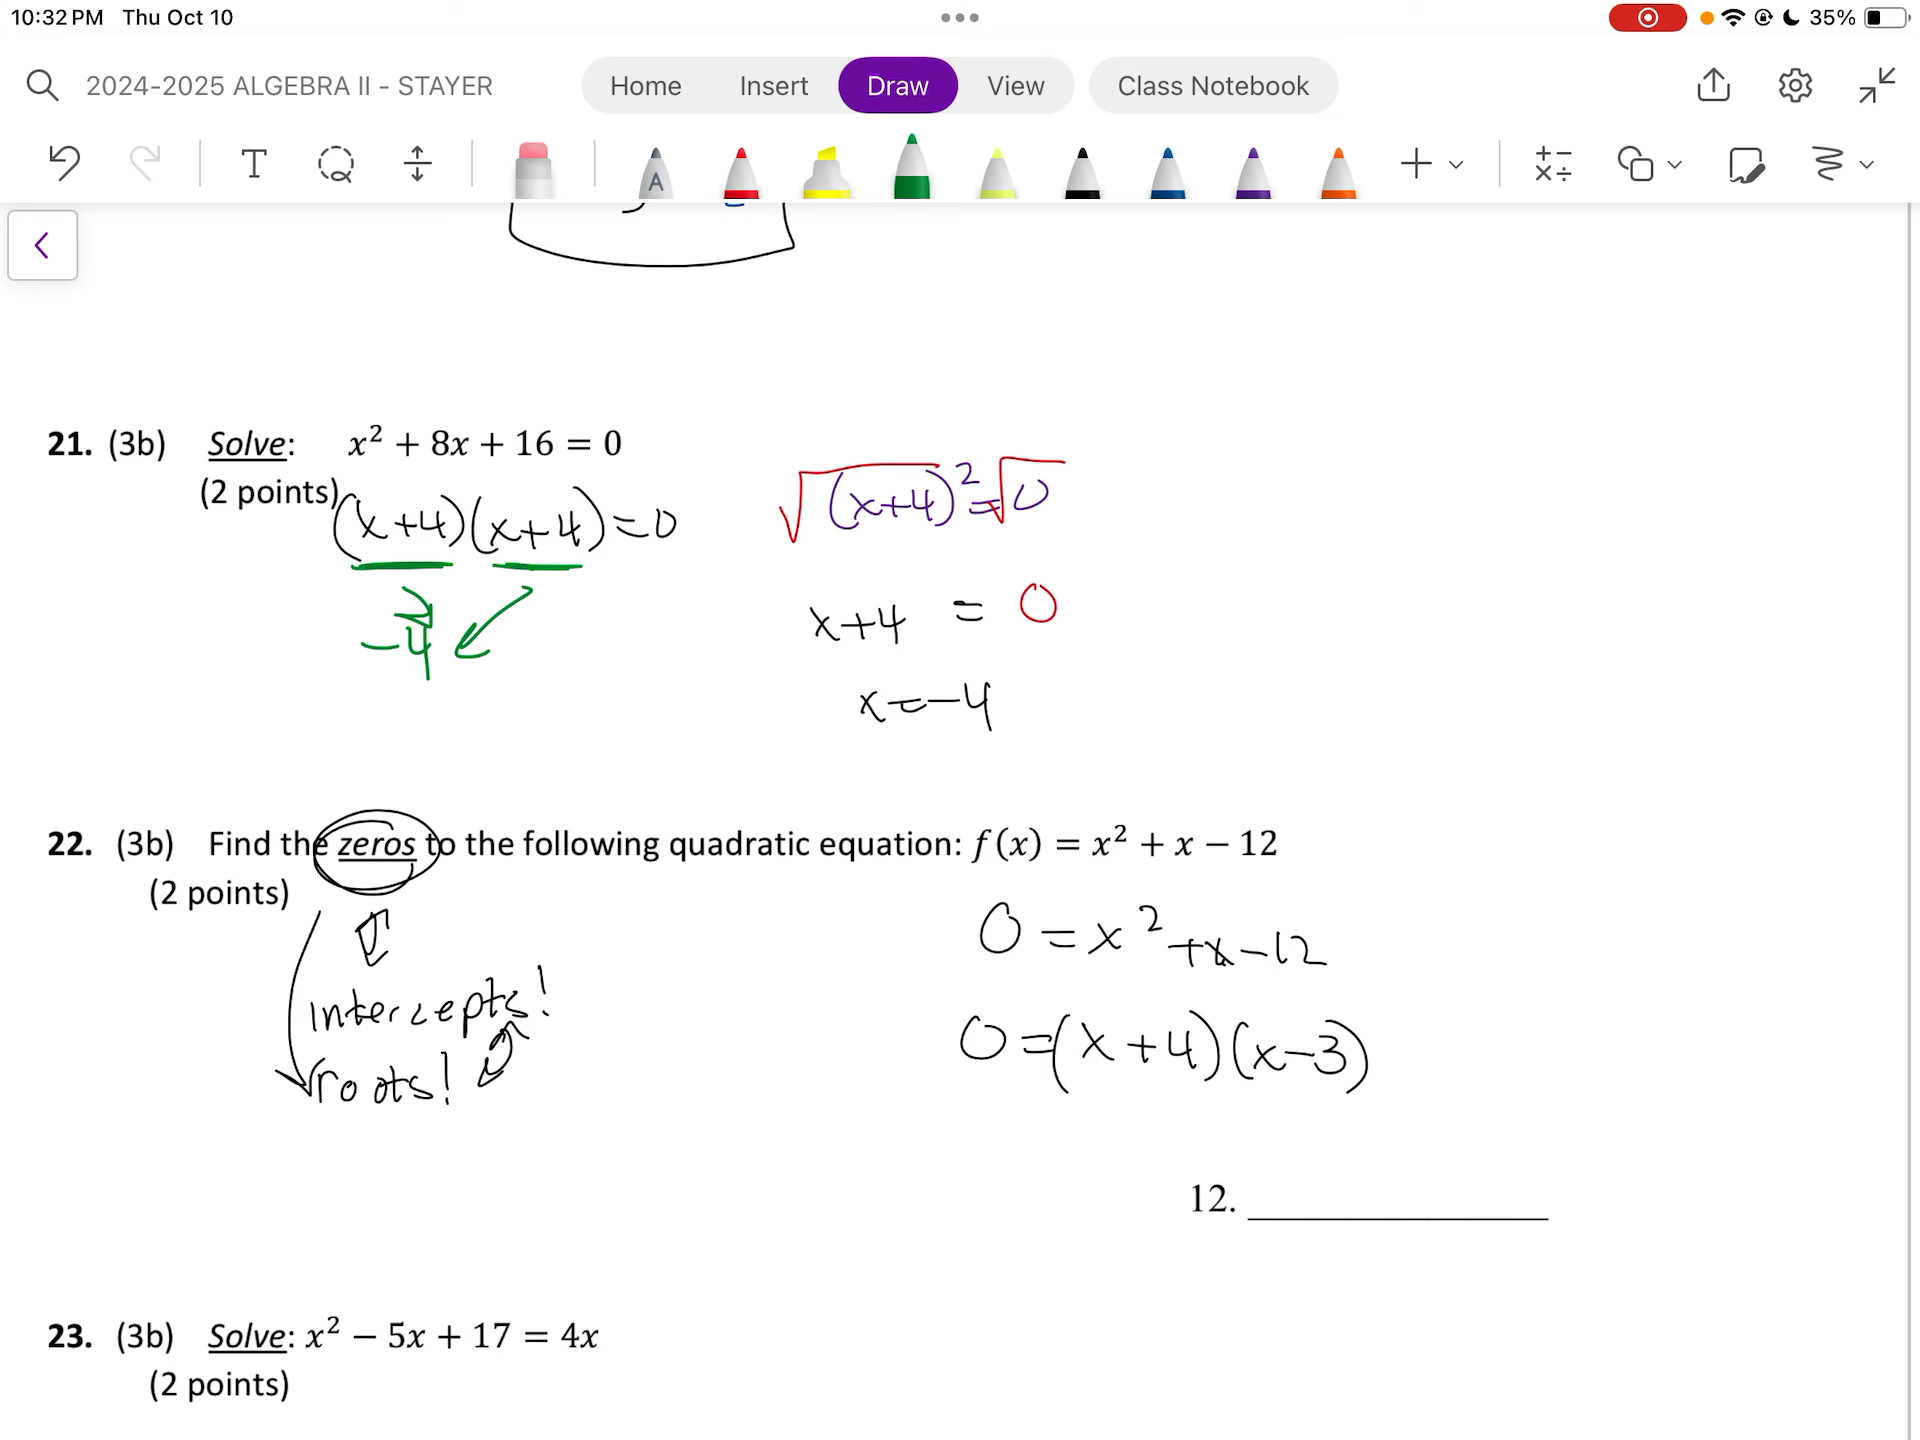 10:32 PM Thu Oct 10
35%
2024-2025 ALGEBRA II - STAYER
Home Insert Draw View Class Notebook
T A
21. (3b) Solve: x² + 8x + 16 = 0
(2 points)
(x+4)(x+4)=0
-4
√(x+4)² = √0
x+4 = 0
x=-4
22. (3b) Find the zeros to the following quadratic equation: f(x) = x² + x − 12
(2 points)
intercepts!
roots!
0 = x² +x-12
0 =(x+4)(x-3)
12. ____________
23. (3b) Solve: x² − 5x + 17 = 4x
(2 points)